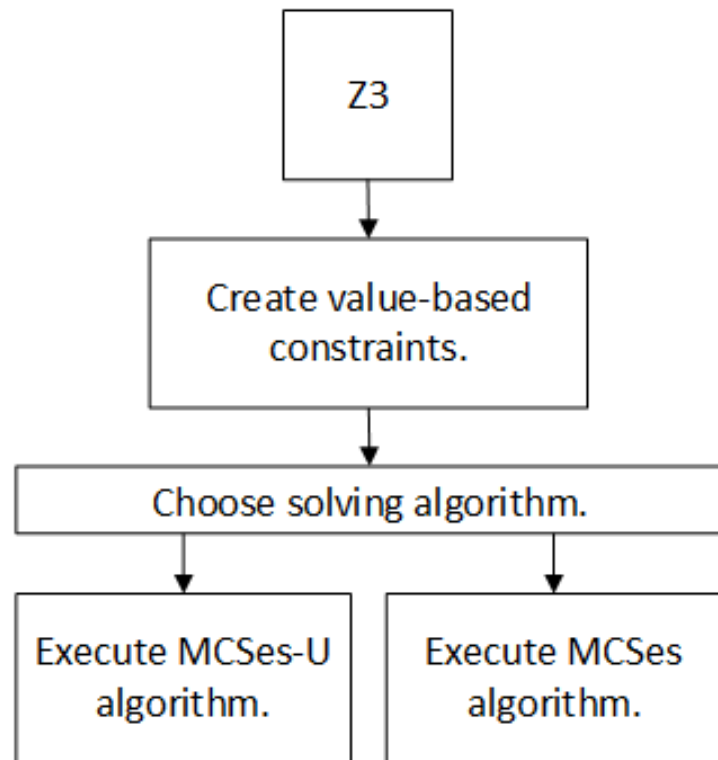 Z3
Create value-based
constraints.
Choose solving algorithm.
Execute MCSes-U
algorithm.
Execute MCSes
algorithm.